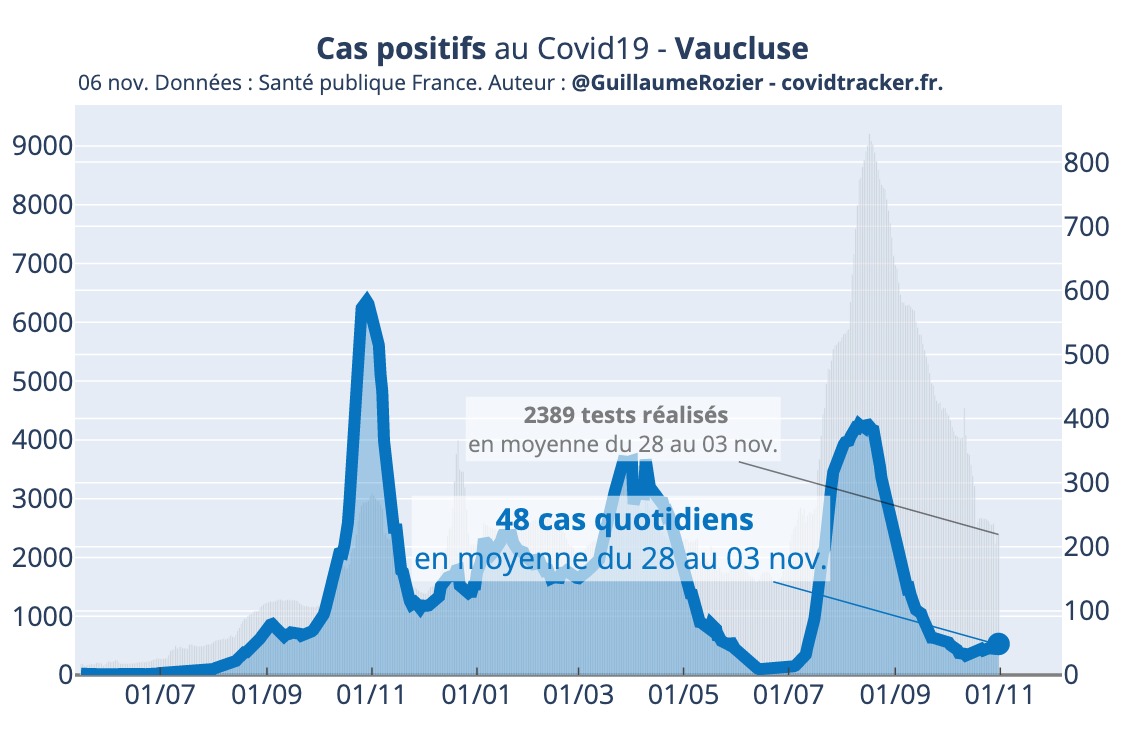 Cas positifs au Covid19 - Vaucluse
06 nov. Données : Santé publique France. Auteur : @GuillaumeRozier - covidtracker.fr.
9000
8000
7000
6000
5000
4000
3000
2000
1000
0
800
700
600
500
400
300
200
100
0
2389 tests réalisés
en moyenne du 28 au 03 nov.
48 cas quotidiens
en moyenne du 28 au 03 nov.
01/07 01/09 01/11 01/01 01/03 01/05 01/07 01/09 01/11